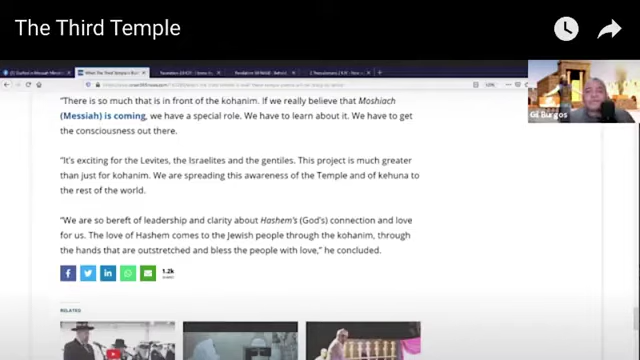 The Third Temple
"There is so much that is in front of the kohanim. If we really believe that Moshiach
(Messiah) is coming, we have a special role. We have to learn about it. We have to get
the consciousness out there.
"It's exciting for the Levites, the Israelites and the gentiles. This project is much greater
than just for kohanim. We are spreading this awareness of the Temple and of kehuna to
the rest of the world.
"We are so bereft of leadership and clarity about Hashem's (God's) connection and love
for us. The love of Hashem comes to the Jewish people through the kohanim, through
the hands that are outstretched and bless the people with love," he concluded.
1.2k
RELATED
Gil Burgos